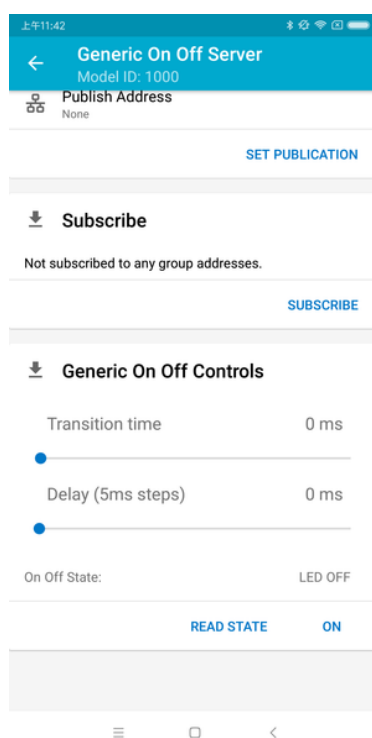 上午11:42
Generic On Off Server
Model ID: 1000
Publish Address
None
SET PUBLICATION
Subscribe
Not subscribed to any group addresses.
SUBSCRIBE
Generic On Off Controls
Transition time 0 ms
Delay (5ms steps) 0 ms
On Off State: LED OFF
READ STATE ON